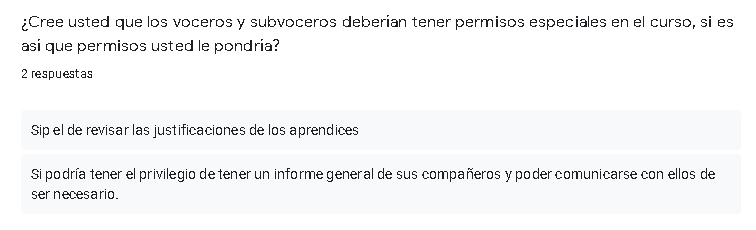 ¿Cree usted que los voceros y subvoceros deberian tener permisos especiales en el curso, si es
asi que permisos usted le pondria?
2 respuestas
Sip el de revisar las justificaciones de los aprendices
Si podría tener el privilegio de tener un informe general de sus compañeros y poder comunicarse con ellos de
ser necesario.